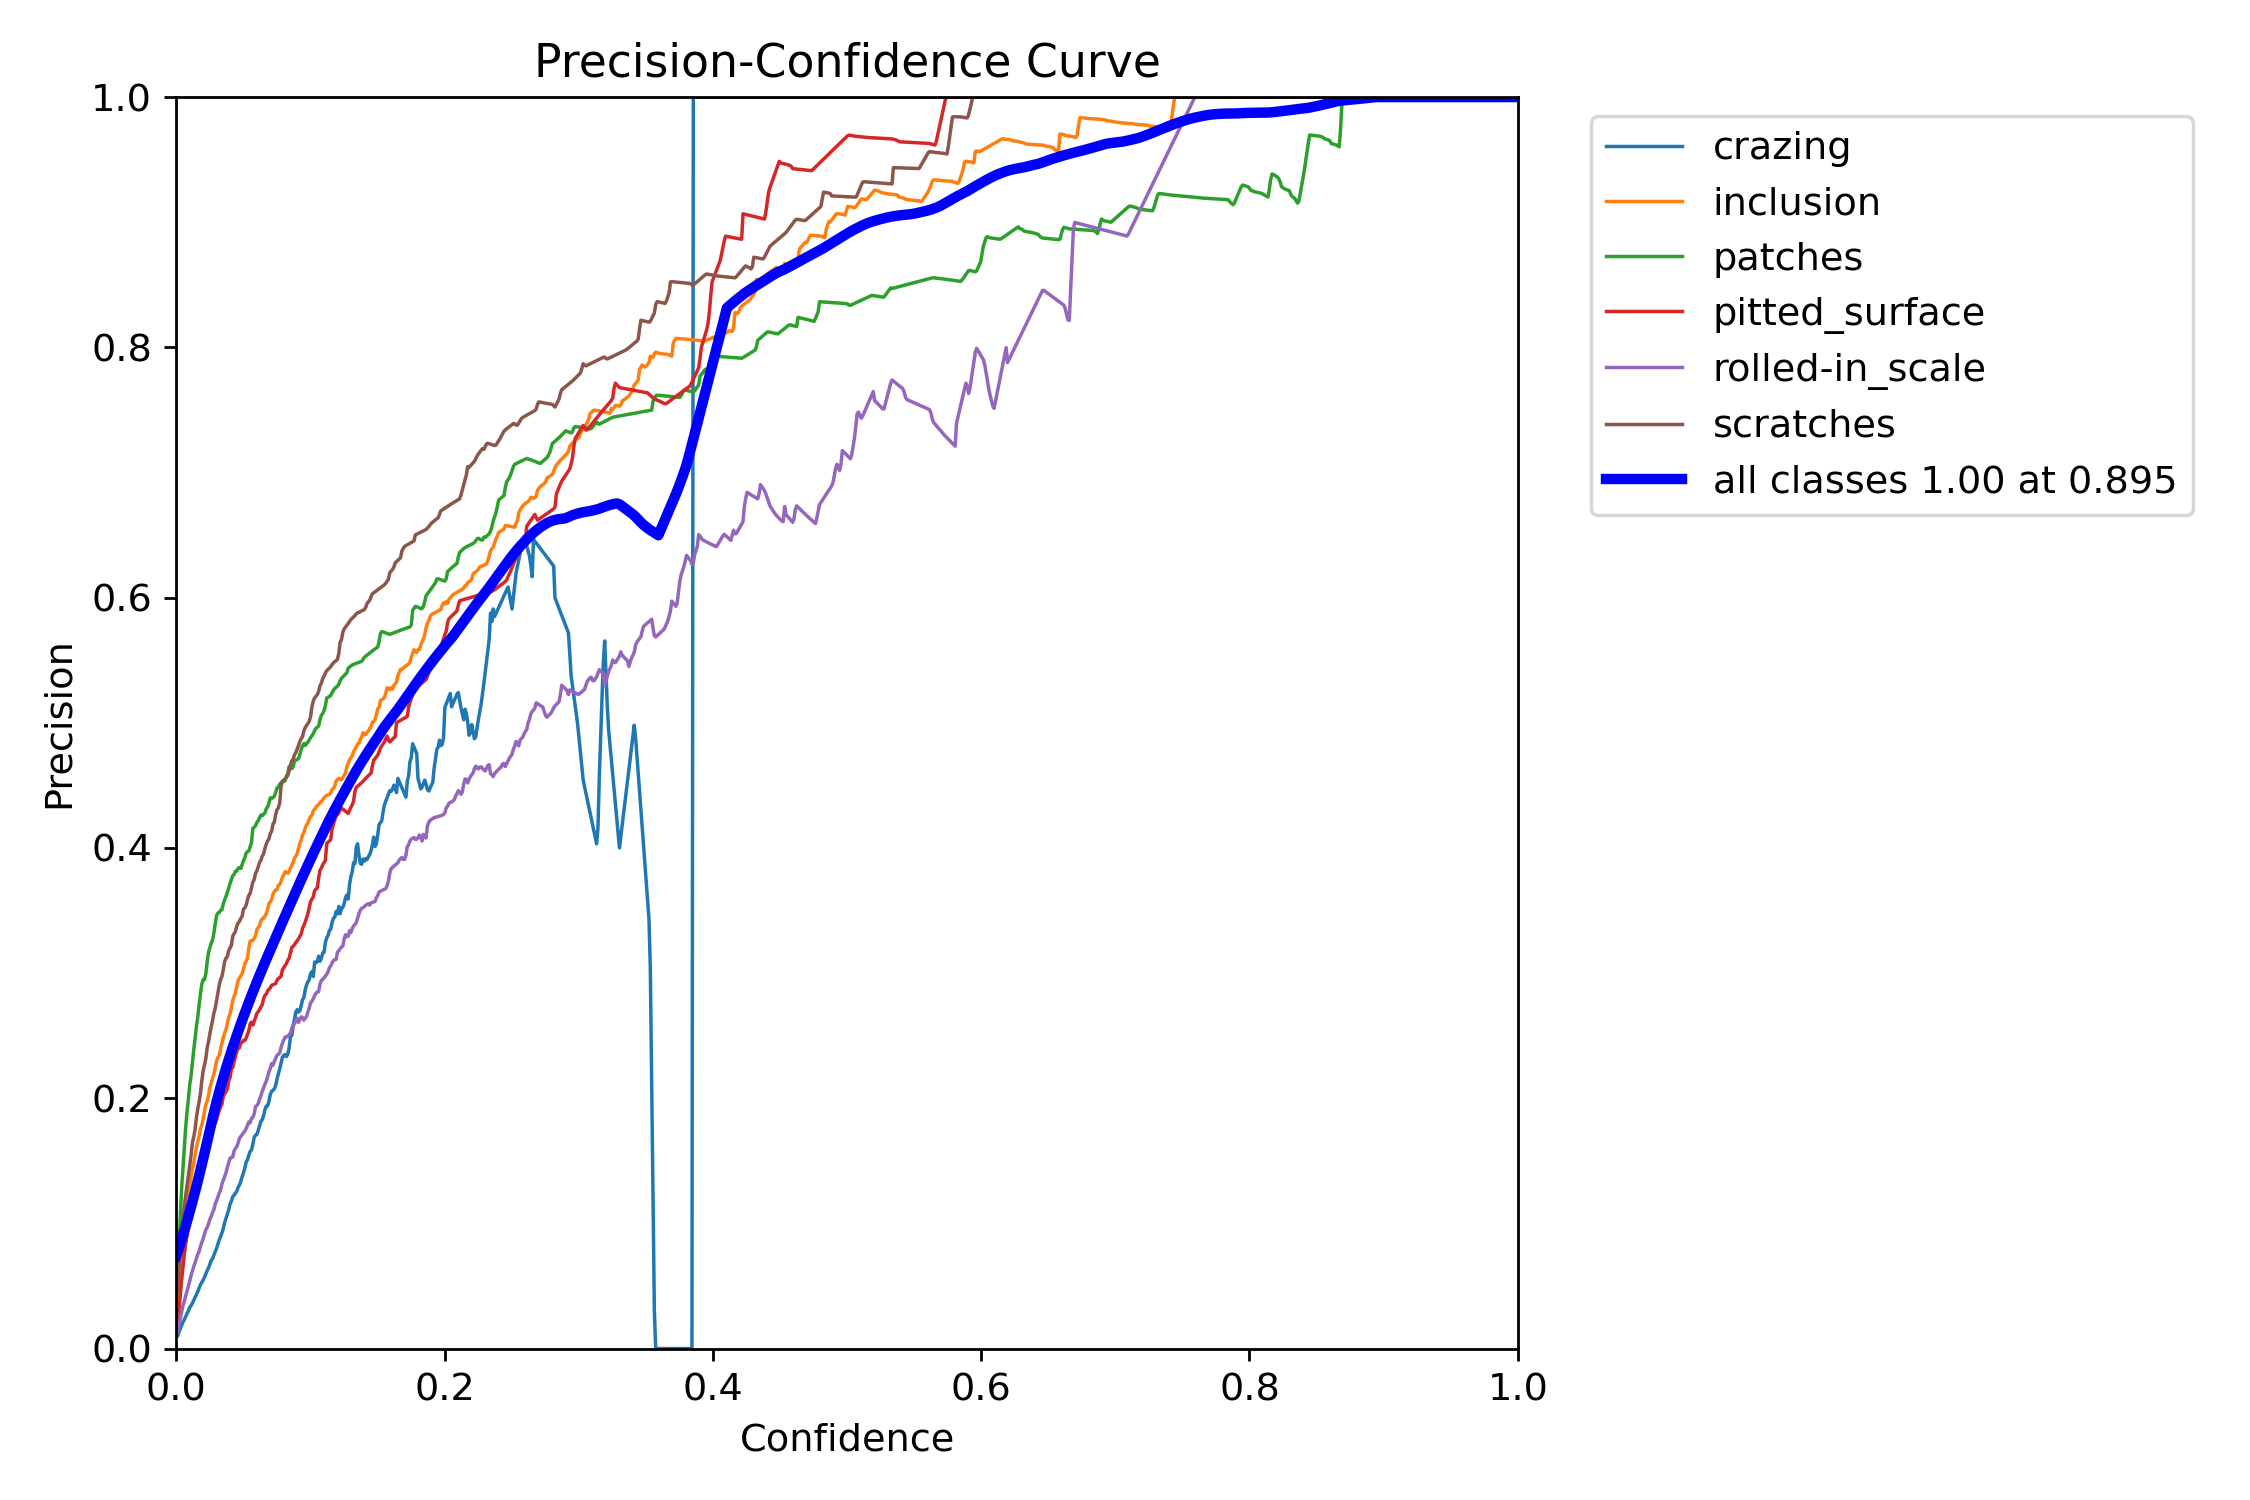 Precision-Confidence Curve
1.0
0.8
0.6
0.4
0.2
0.0
Precision
0.0 0.2 0.4 0.6 0.8 1.0
Confidence
crazing
inclusion
patches
pitted_surface
rolled-in_scale
scratches
all classes 1.00 at 0.895